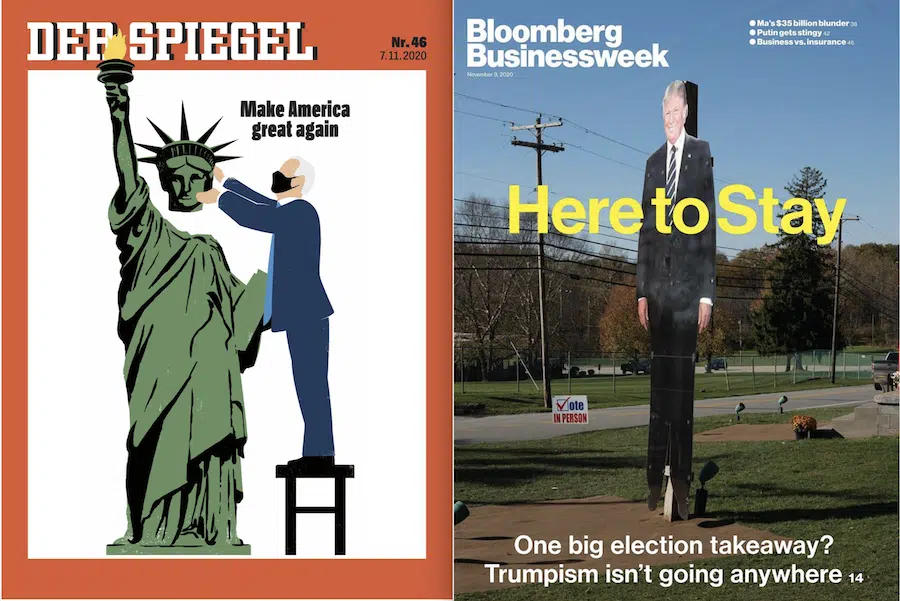 DER SPIEGEL
Nr. 46
7.11.2020
Make America
great again
Bloomberg
Businessweek
November 9, 2020
Ma's $35 billion blunder 38
Putin gets stingy 42
Business vs. insurance 46
Here to Stay
Vote
IN PERSON
One big election takeaway?
Trumpism isn't going anywhere 14